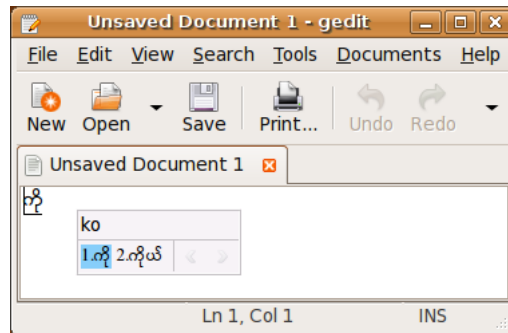 Unsaved Document 1 - gedit
File Edit View Search Tools Documents Help
New Open Save Print... Undo Redo
Unsaved Document 1
ကို
ko
1.ကို 2.ကိုယ်
Ln 1, Col 1 INS